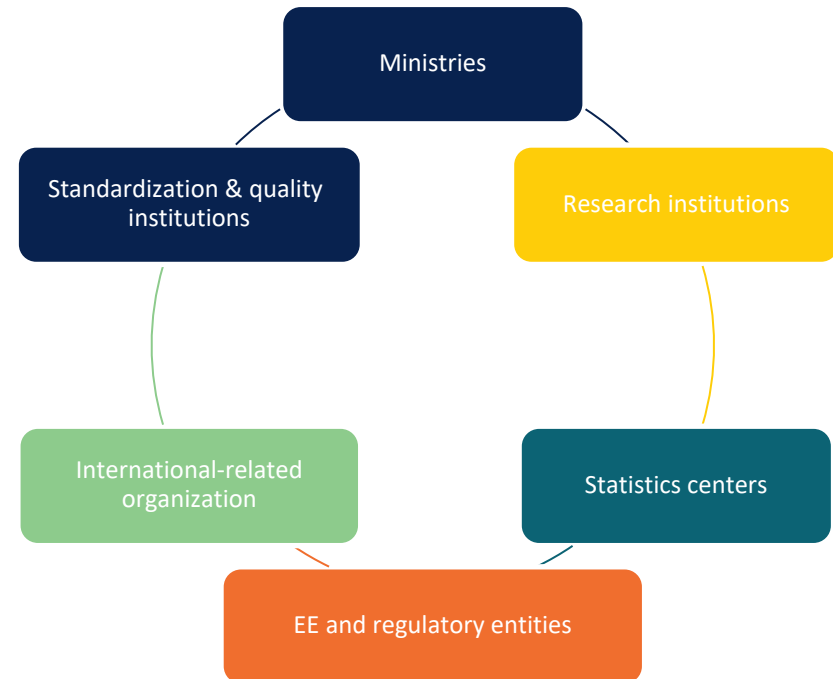 Ministries
Standardization & quality
institutions
Research institutions
International-related
organization
Statistics centers
EE and regulatory entities